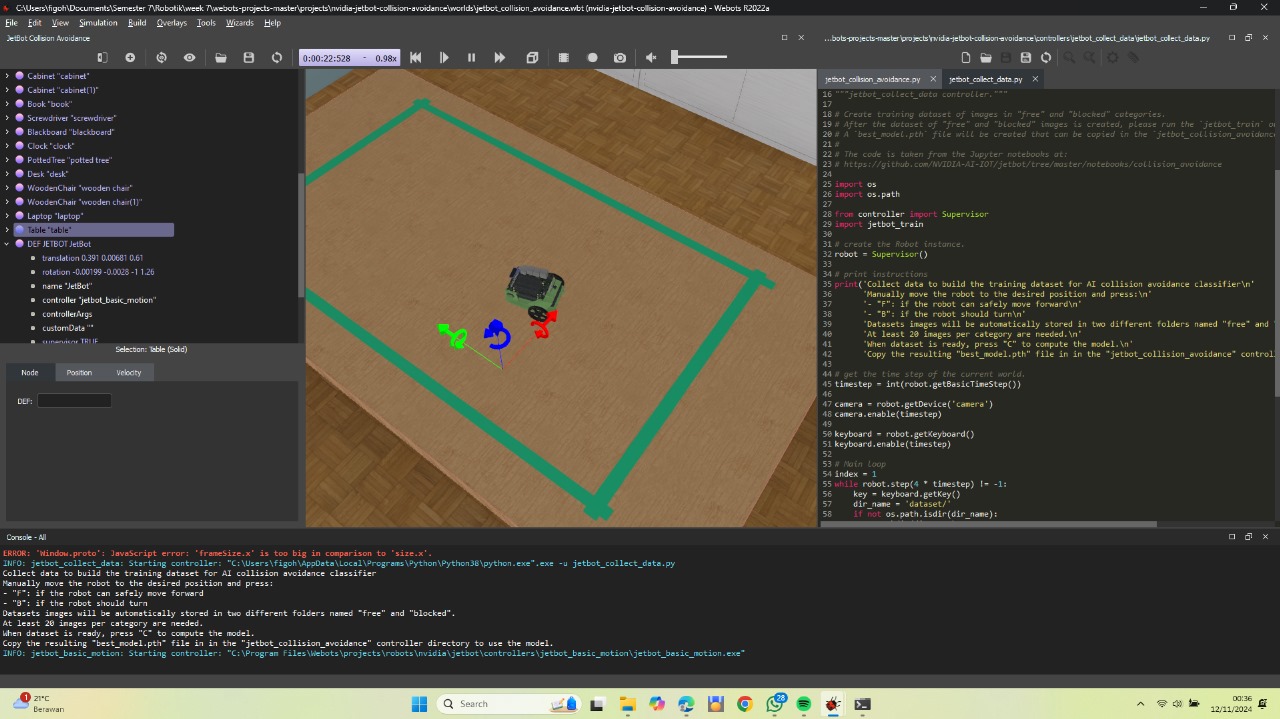 C:\Users\figoh\Documents\Semester 7\Robotik\week 7\webots-projects-master\projects\nvidia-jetbot-collision-avoidance\worlds\jetbot_collision_avoidance.wbt (nvidia-jetbot-collision-avoidance) - Webots R2022a
File Edit View Simulation Build Overlays Tools Wizards Help
JetBot Collision Avoidance
...bots-projects-master\projects\nvidia-jetbot-collision-avoidance\controllers\jetbot_collect_data\jetbot_collect_data.py
0:00:22:528 - 0.98x
Cabinet "cabinet"
Cabinet "cabinet(1)"
Book "book"
Screwdriver "screwdriver"
Blackboard "blackboard"
Clock "clock"
PottedTree "potted tree"
Desk "desk"
WoodenChair "wooden chair"
WoodenChair "wooden chair(1)"
Laptop "laptop"
Table "table"
DEF JETBOT JetBot
translation 0.391 0.00681 0.61
rotation -0.00199 -0.0038 -1 1.26
name "JetBot"
controller "jetbot_basic_motion"
controllerArgs
customData ""
supervisor TRUE
Selection: Table (Solid)
Node Position Velocity
DEF:
jetbot_collision_avoidance.py jetbot_collect_data.py
16 """jetbot_collect_data controller."""
17
18 # Create training dataset of images in "free" and "blocked" categories.
19 # After the dataset of "free" and "blocked" images is created, please run the `jetbot_train` o
20 # A `best_model.pth` file will be created that can be copied in the `jetbot_collision_avoidance
21 #
22 # The code is taken from the Jupyter notebooks at:
23 # https://github.com/NVIDIA-AI-IOT/jetbot/tree/master/notebooks/collision_avoidance
24
25 import os
26 import os.path
27
28 from controller import Supervisor
29 import jetbot_train
30
31 # create the Robot instance.
32 robot = Supervisor()
33
34 # print instructions
35 print('Collect data to build the training dataset for AI collision avoidance classifier\n'
36 'Manually move the robot to the desired position and press:\n'
37 '- "F": if the robot can safely move forward\n'
38 '- "B": if the robot should turn\n'
39 'Datasets images will be automatically stored in two different folders named "free" and
40 'At least 20 images per category are needed.\n'
41 'When dataset is ready, press "C" to compute the model.\n'
42 'Copy the resulting "best_model.pth" file in in the "jetbot_collision_avoidance" control
43
44 # get the time step of the current world.
45 timestep = int(robot.getBasicTimeStep())
46
47 camera = robot.getDevice('camera')
48 camera.enable(timestep)
49
50 keyboard = robot.getKeyboard()
51 keyboard.enable(timestep)
52
53 # Main loop
54 index = 1
55 while robot.step(4 * timestep) != -1:
56 key = keyboard.getKey()
57 dir_name = 'dataset/'
58 if not os.path.isdir(dir_name):
Console - All
ERROR: 'Window.proto': JavaScript error: 'frameSize.x' is too big in comparison to 'size.x'.
INFO: jetbot_collect_data: Starting controller: "C:\Users\figoh\AppData\Local\Programs\Python\Python38\python.exe".exe -u jetbot_collect_data.py
Collect data to build the training dataset for AI collision avoidance classifier
Manually move the robot to the desired position and press:
- "F": if the robot can safely move forward
- "B": if the robot should turn
Datasets images will be automatically stored in two different folders named "free" and "blocked".
At least 20 images per category are needed.
When dataset is ready, press "C" to compute the model.
Copy the resulting "best_model.pth" file in in the "jetbot_collision_avoidance" controller directory to use the model.
INFO: jetbot_basic_motion: Starting controller: "C:\Program Files\Webots\projects\robots\nvidia\jetbot\controllers\jetbot_basic_motion\jetbot_basic_motion.exe"
1
21°C
Berawan
Search
28
00:36
12/11/2024